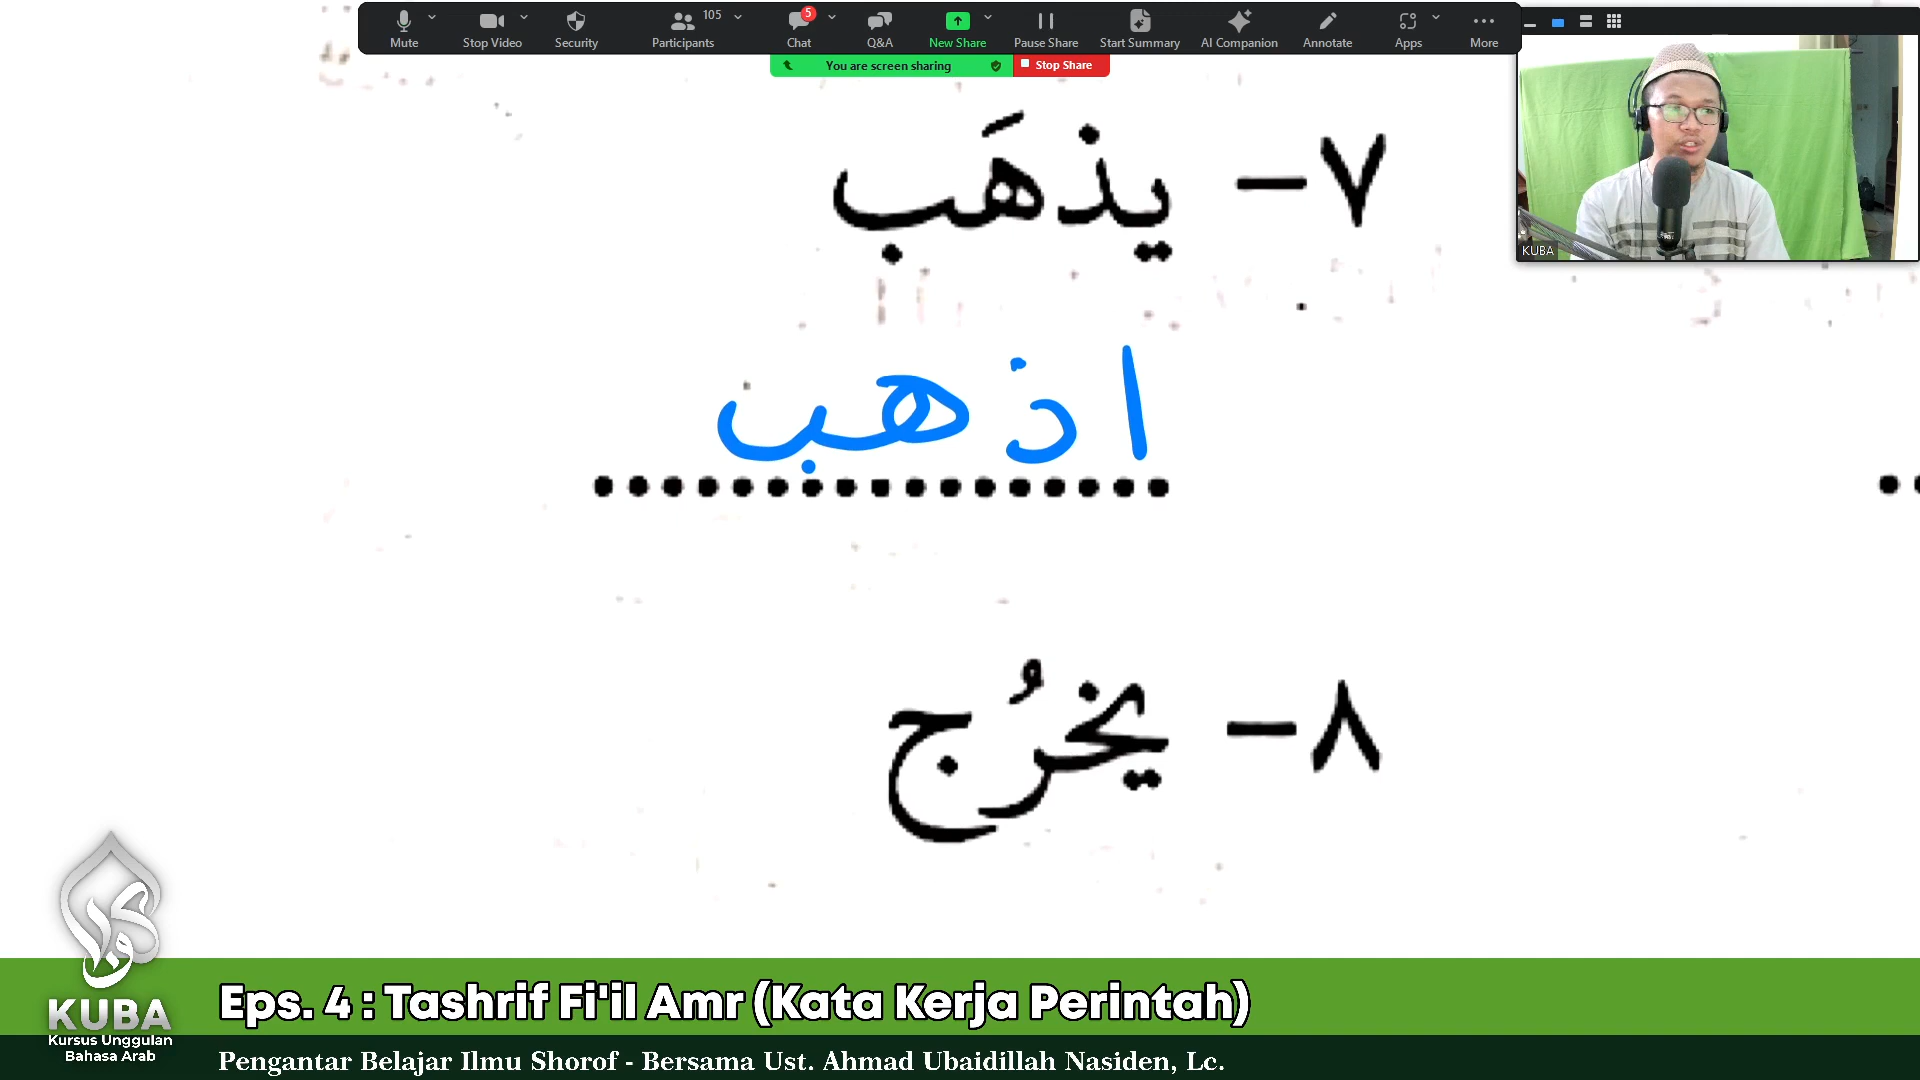 105
5
Mute
Stop Video
Security
Participants
Chat
Q&A
New Share
Pause Share
Start Summary
AI Companion
Annotate
Apps
More
You are screen sharing
Stop Share
KUBA
٧ – يذهَب
اذهب
.................
٨ – يخرُج
KUBA
Kursus Unggulan
Bahasa Arab
Eps. 4 : Tashrif Fi'il Amr (Kata Kerja Perintah)
Pengantar Belajar Ilmu Shorof - Bersama Ust. Ahmad Ubaidillah Nasiden, Lc.